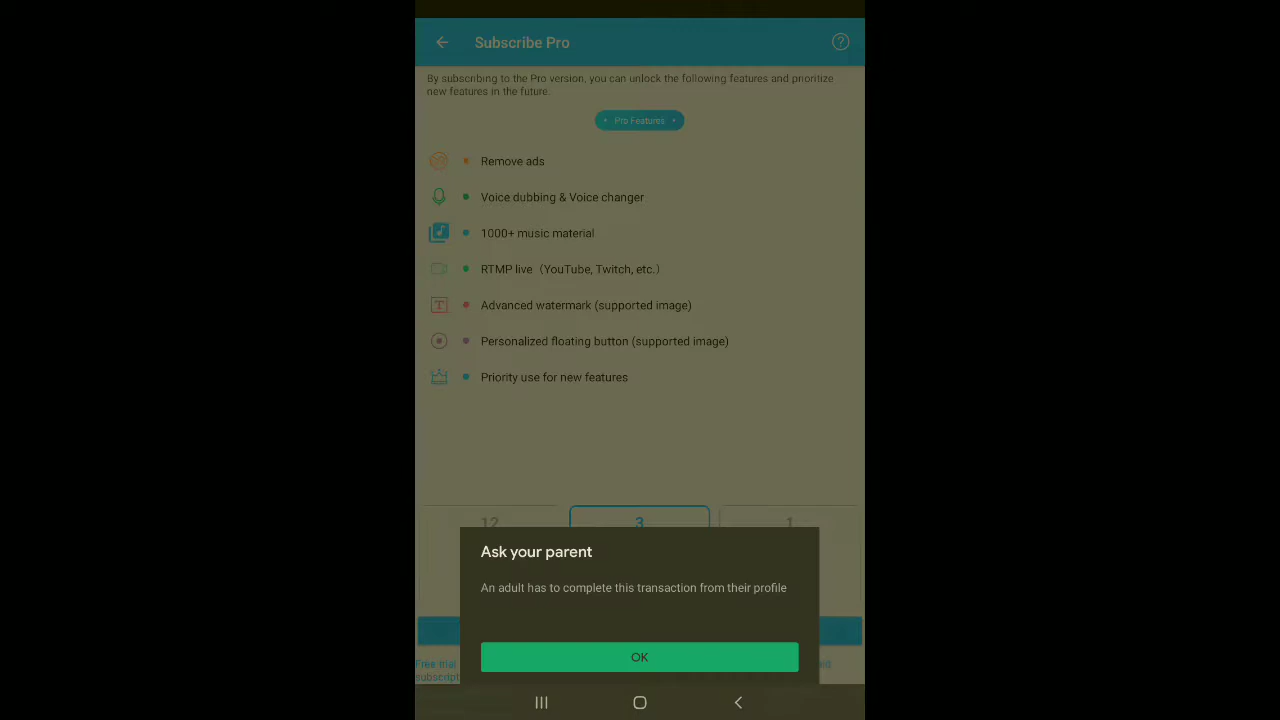 Subscribe Pro
By subscribing to the Pro version, you can unlock the following features and prioritize
new features in the future.
Pro Features
Remove ads
Voice dubbing & Voice changer
1000+ music material
RTMP live（YouTube, Twitch, etc.）
Advanced watermark (supported image)
Personalized floating button (supported image)
Priority use for new features
12 3 1
Ask your parent
An adult has to complete this transaction from their profile
OK
Free trial